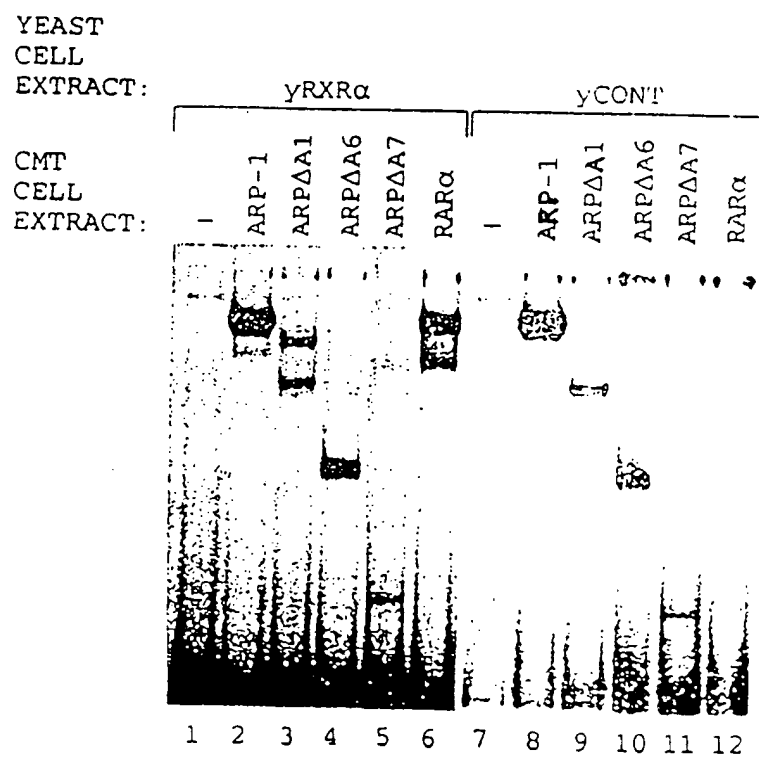 YEAST
CELL
EXTRACT:
yRXRα
yCONT
CMT
CELL
EXTRACT:
- ARP-1 ARPΔA1 ARPΔA6 ARPΔA7 RARα - ARP-1 ARPΔA1 ARPΔA6 ARPΔA7 RARα
1 2 3 4 5 6 7 8 9 10 11 12